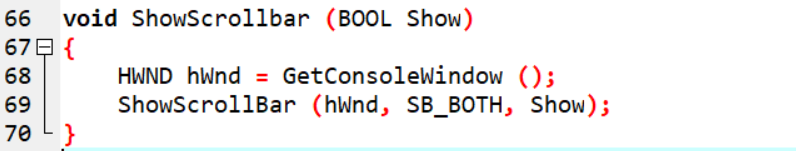 66 void ShowScrollbar (BOOL Show)
67 {
68 HWND hWnd = GetConsoleWindow ();
69 ShowScrollBar (hWnd, SB_BOTH, Show);
70 }